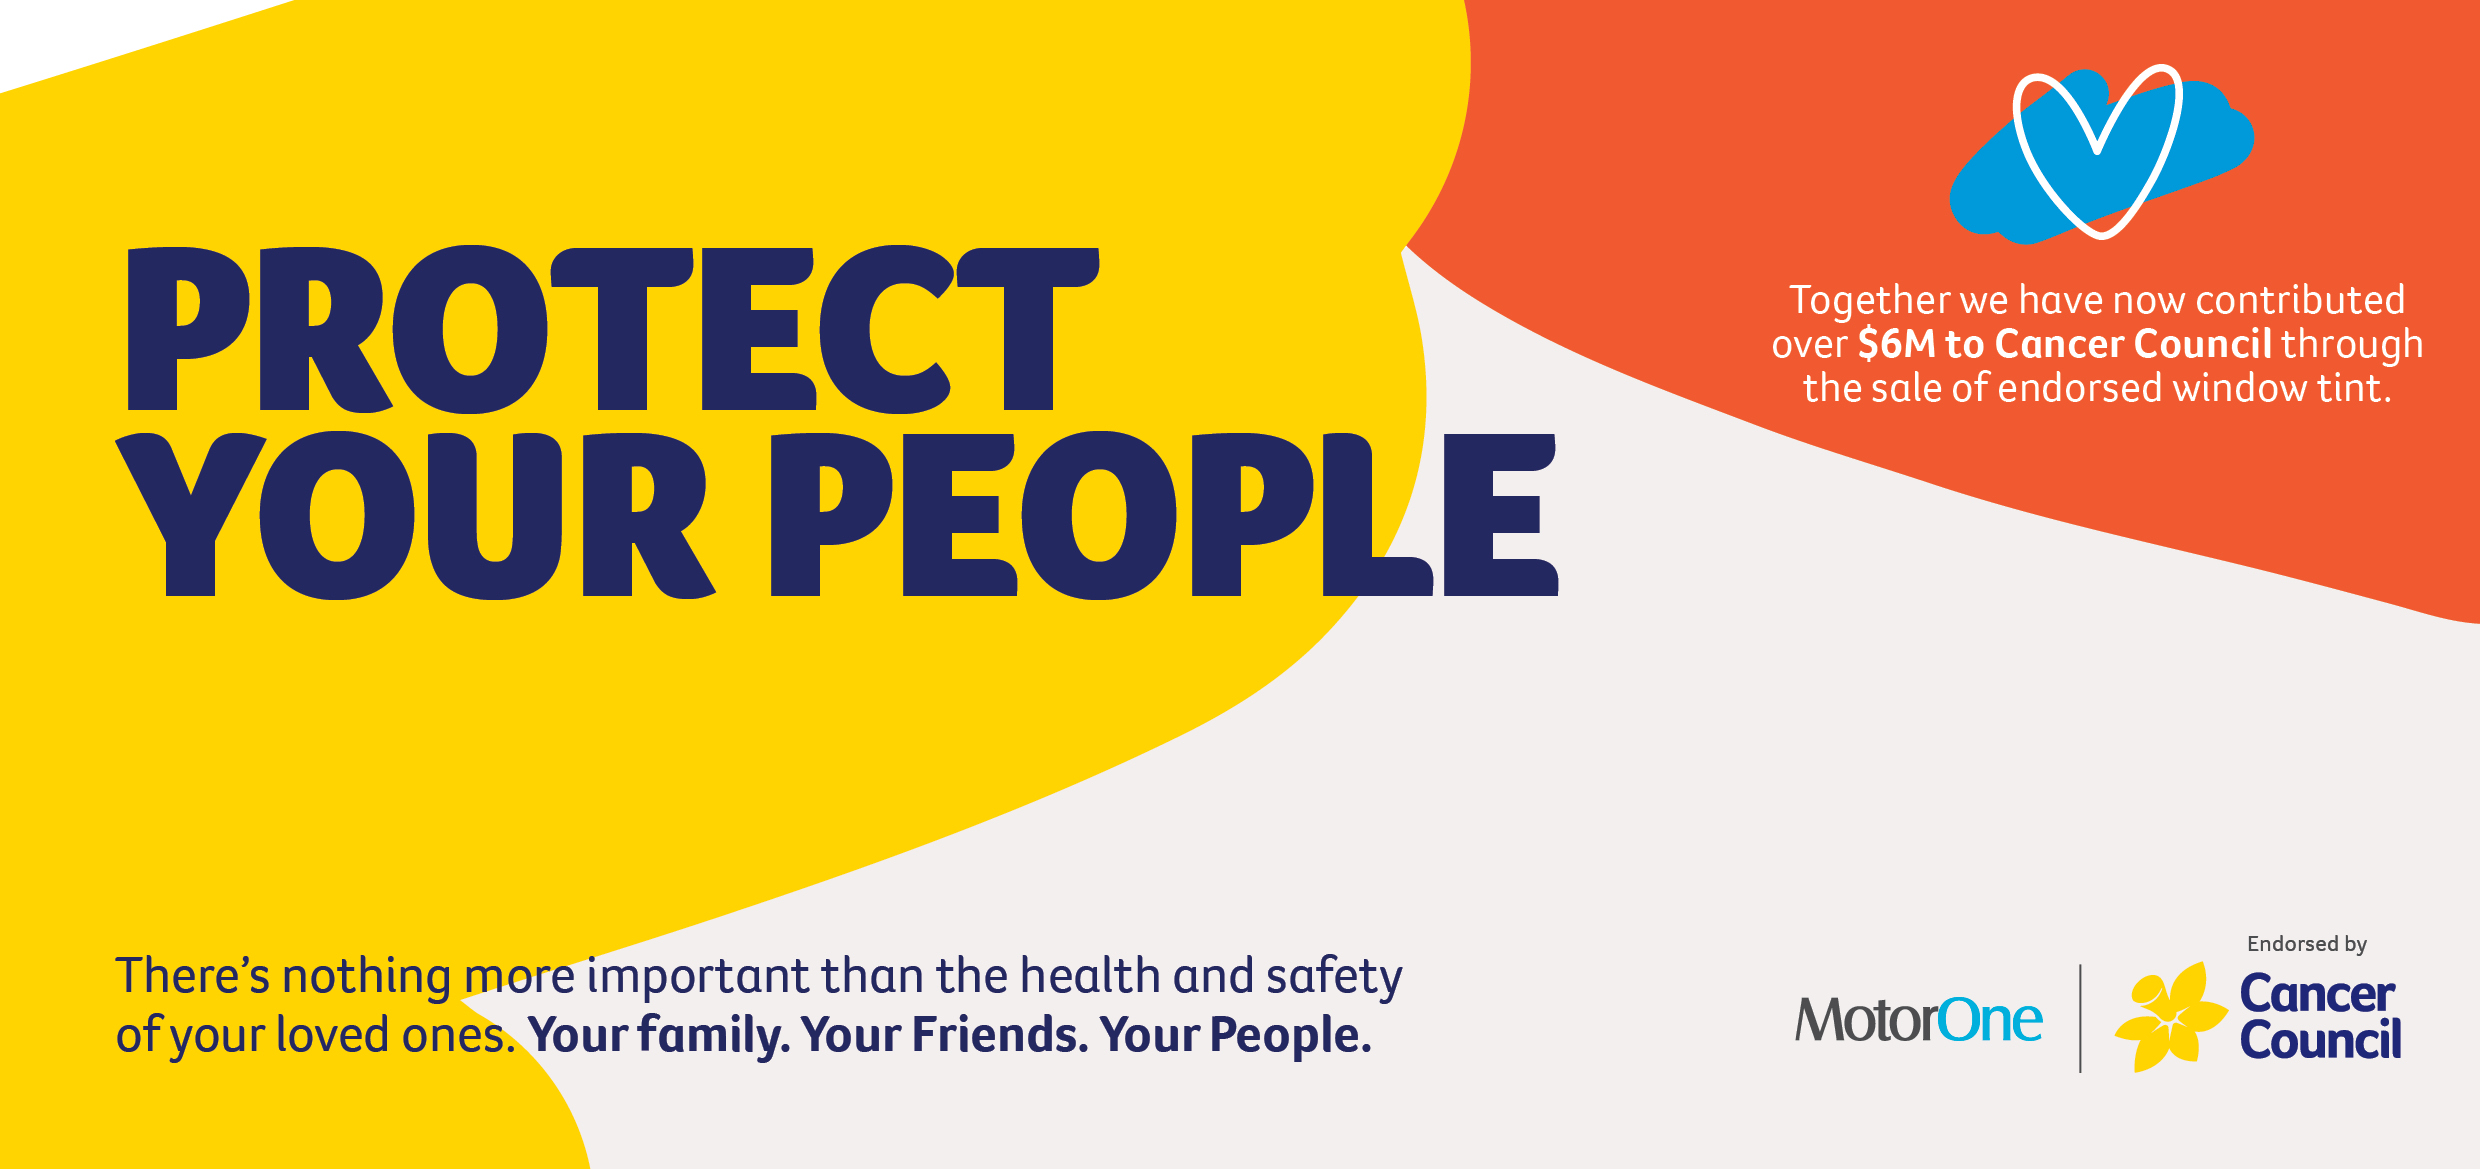 PROTECT
YOUR PEOPLE
Together we have now contributed
over $6M to Cancer Council through
the sale of endorsed window tint.
There’s nothing more important than the health and safety
of your loved ones. Your family. Your Friends. Your People.
MotorOne
Endorsed by
Cancer
Council